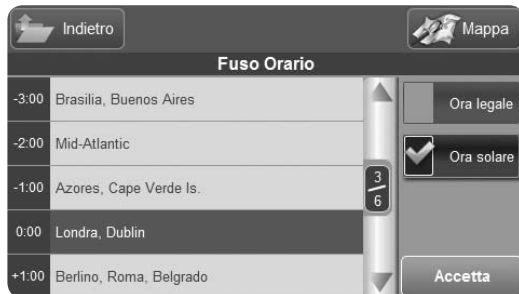 Indietro
Mappa
Fuso Orario
-3:00 Brasilia, Buenos Aires
Ora legale
-2:00 Mid-Atlantic
Ora solare
-1:00 Azores, Cape Verde Is.
3/6
0:00 Londra, Dublin
+1:00 Berlino, Roma, Belgrado
Accetta